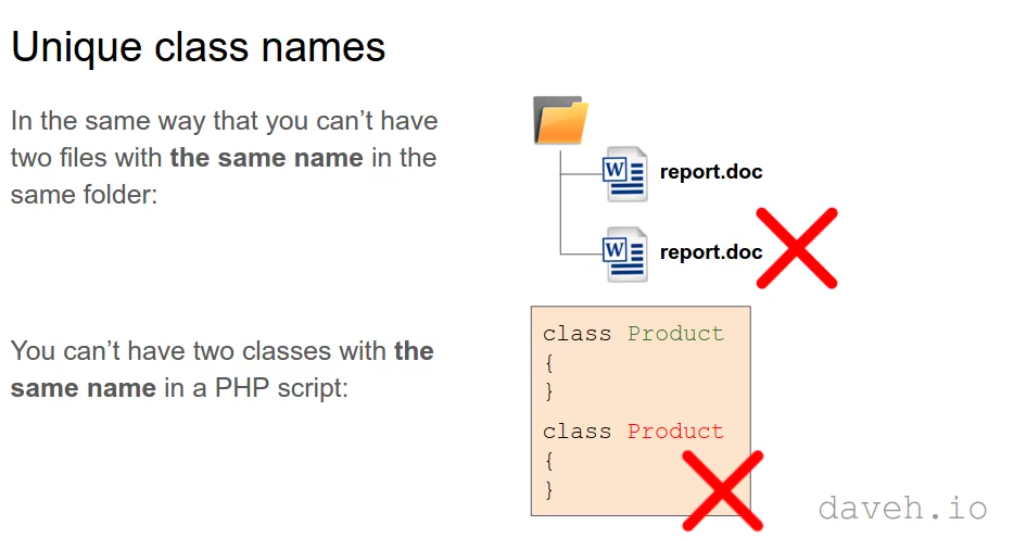 Unique class names
In the same way that you can't have
two files with the same name in the
same folder:
W report.doc
W report.doc
You can't have two classes with the
same name in a PHP script:
class Product
{
}
class Product
{
}
daveh.io